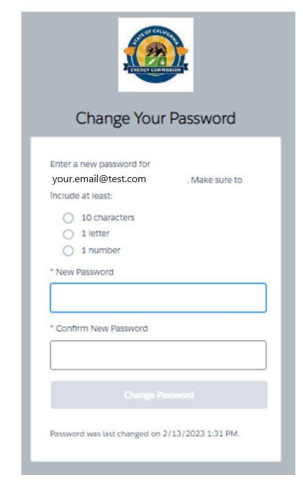 STATE OF CALIFORNIA
ENERGY COMMISSION
Change Your Password
Enter a new password for
your.email@test.com . Make sure to
include at least:
10 characters
1 letter
1 number
* New Password
* Confirm New Password
Change Password
Password was last changed on 2/13/2023 1:31 PM.